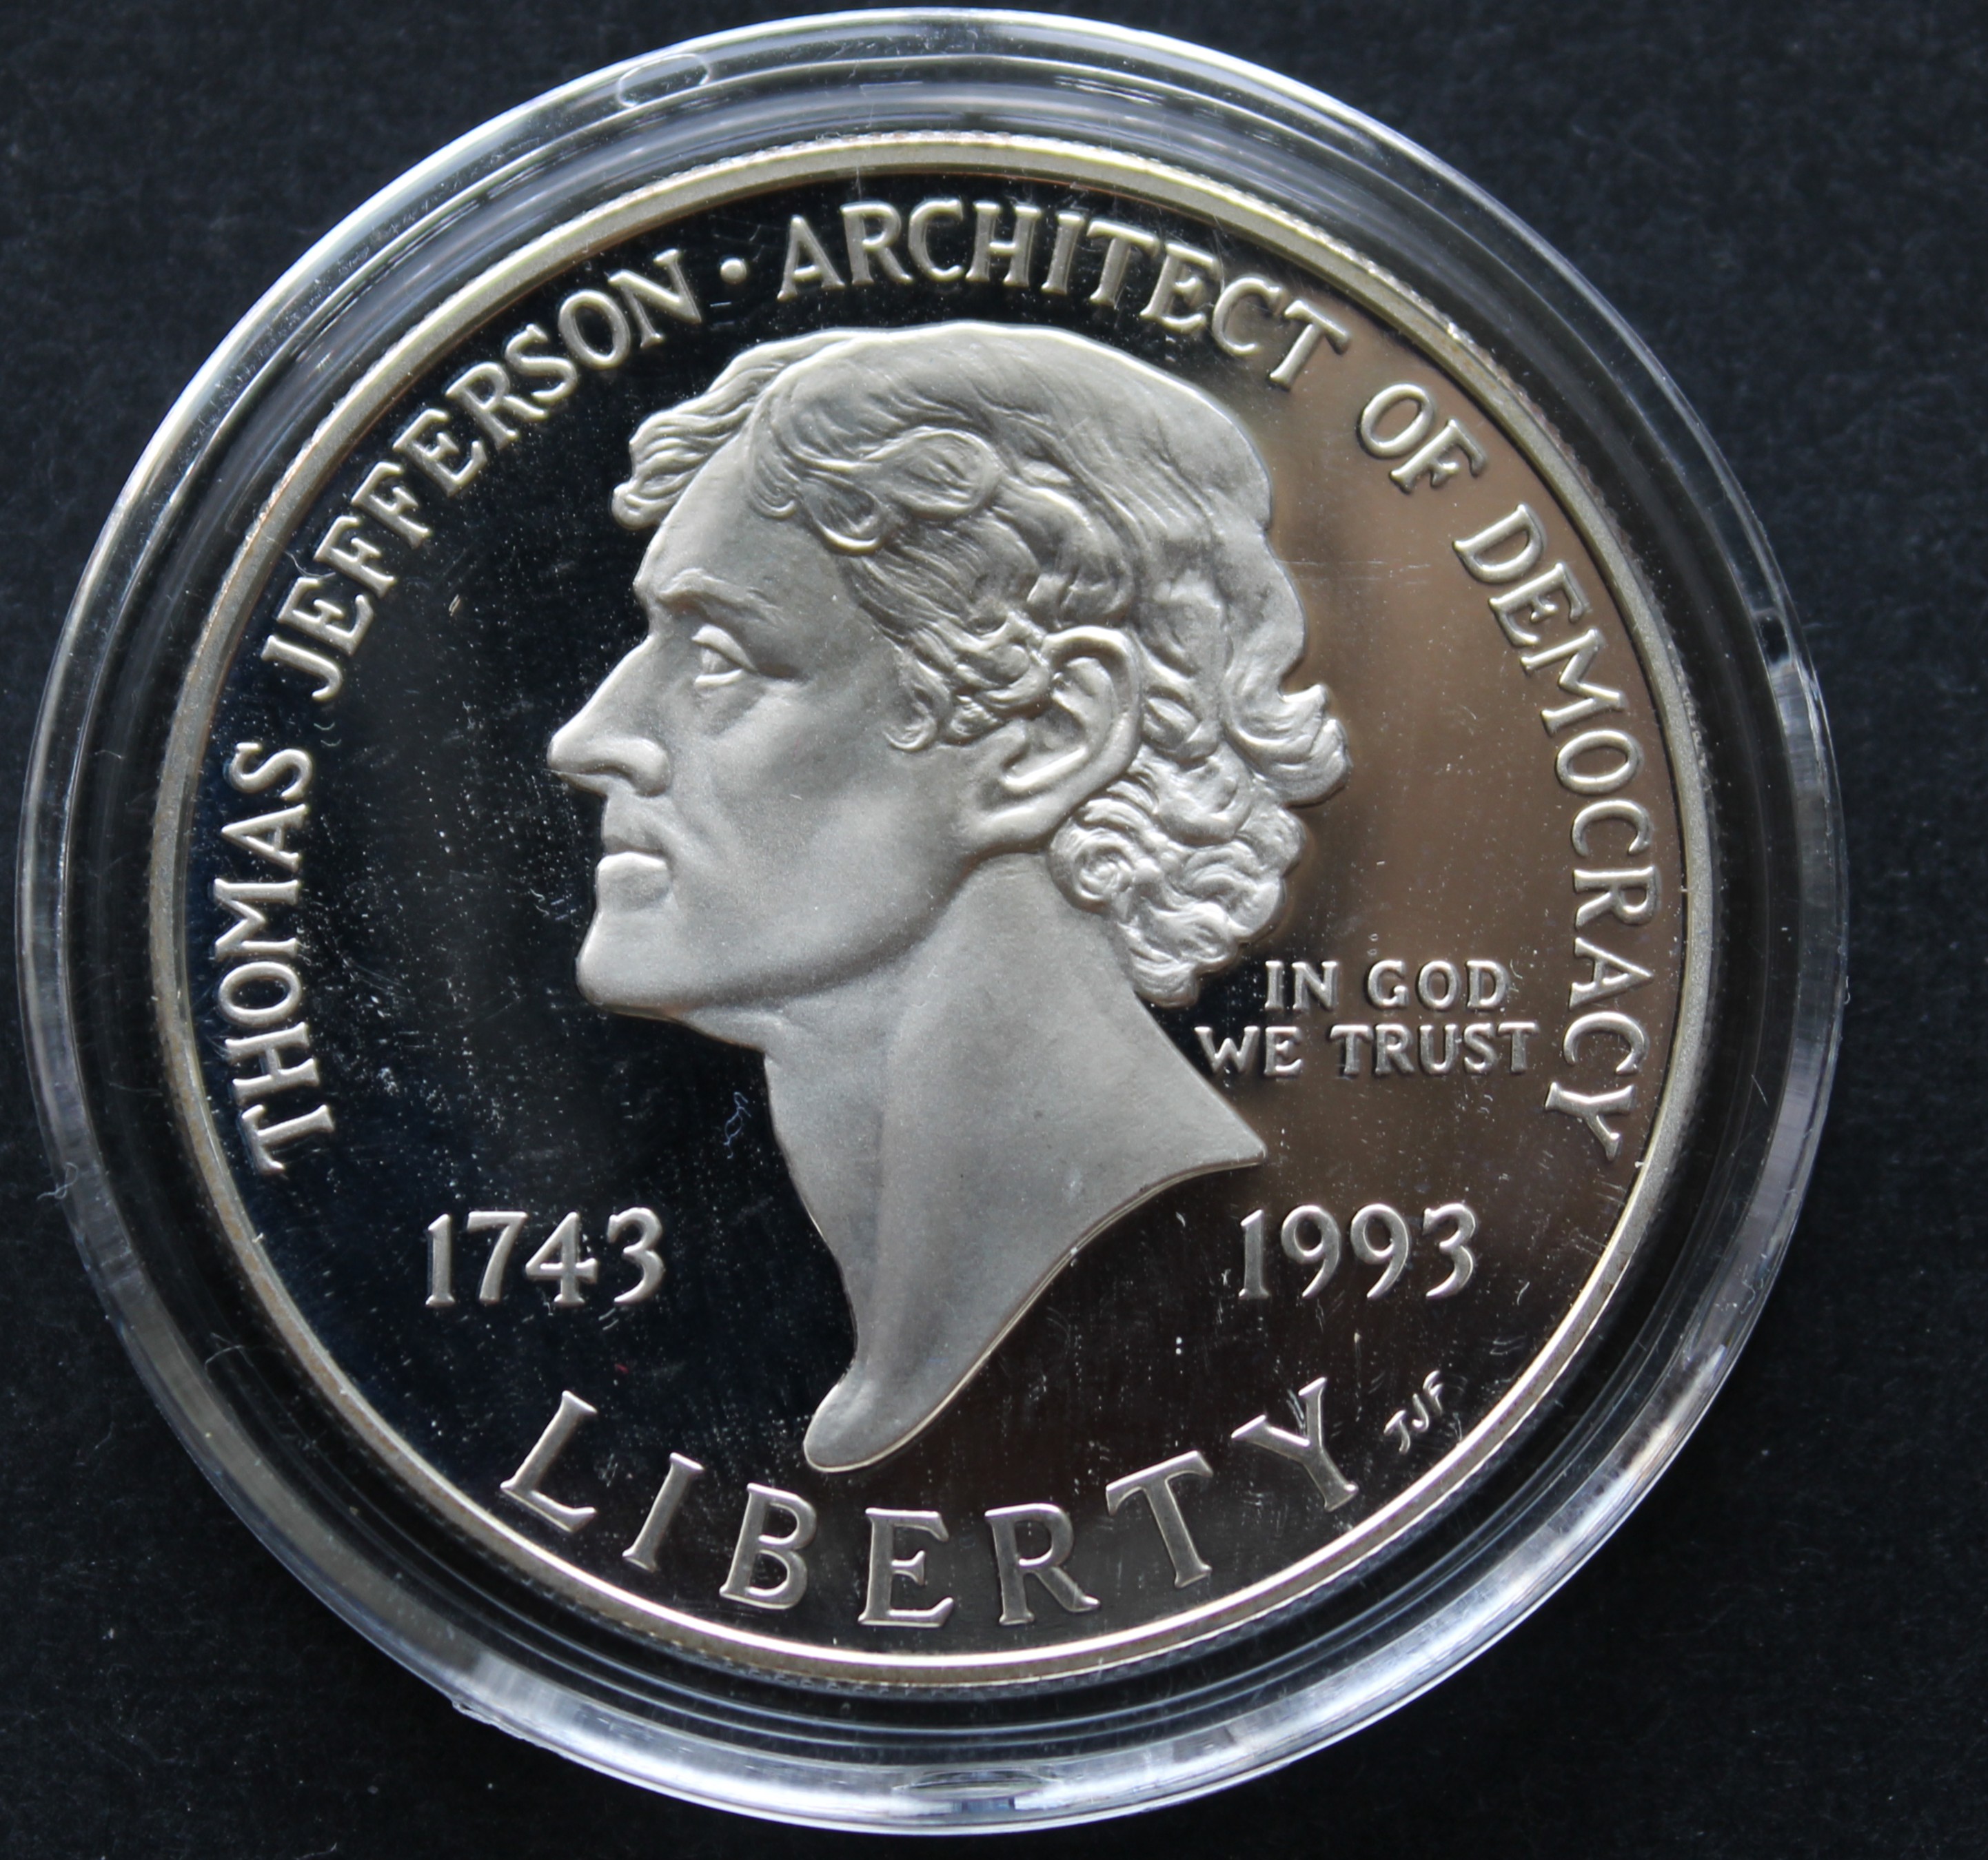 THOMAS JEFFERSON · ARCHITECT OF DEMOCRACY
IN GOD
WE TRUST
1743
1993
LIBERTY
TJF